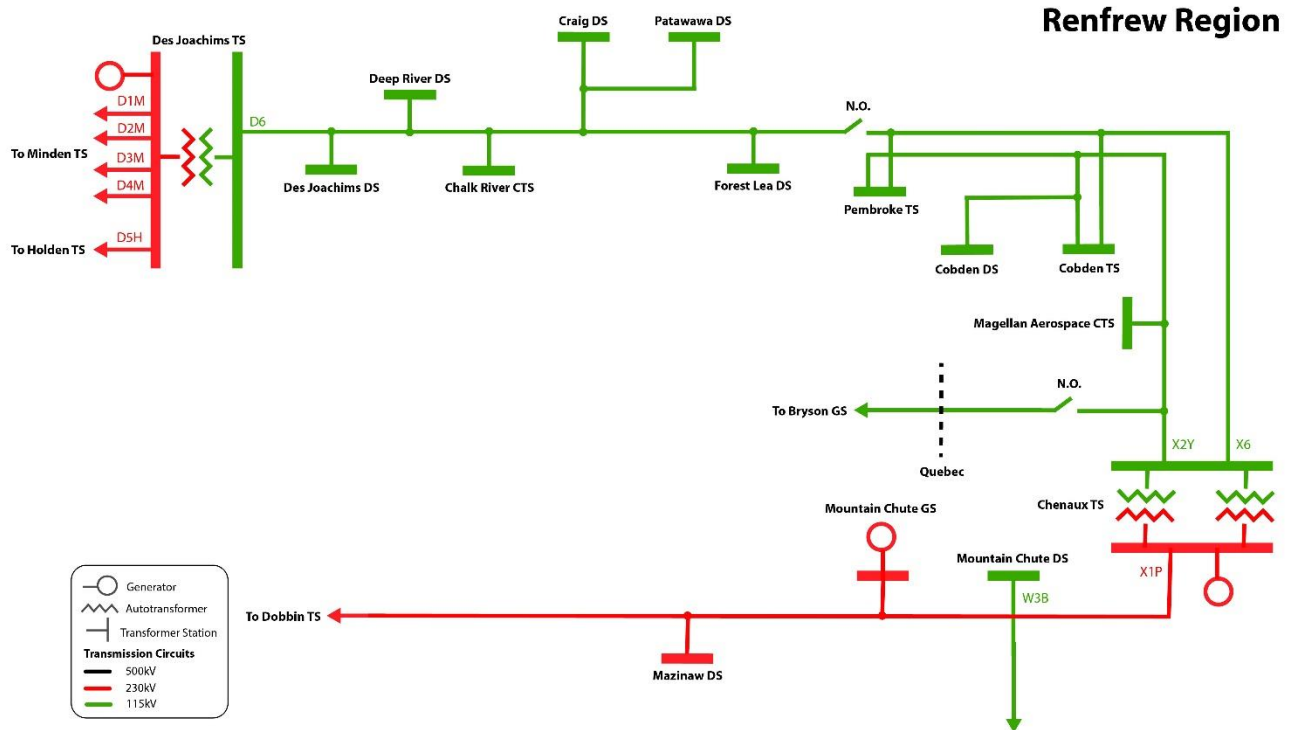 Renfrew Region
Craig DS
Patawawa DS
Des Joachims TS
Deep River DS
D1M
D2M
To Minden TS
D3M
D4M
D5H
To Holden TS
D6
Des Joachims DS
Chalk River CTS
Forest Lea DS
N.O.
Pembroke TS
Cobden DS
Cobden TS
Magellan Aerospace CTS
N.O.
To Bryson GS
Quebec
X2Y
X6
Chenaux TS
Mountain Chute GS
Mountain Chute DS
X1P
W3B
To Dobbin TS
Mazinaw DS
Generator
Autotransformer
Transformer Station
Transmission Circuits
500kV
230kV
115kV